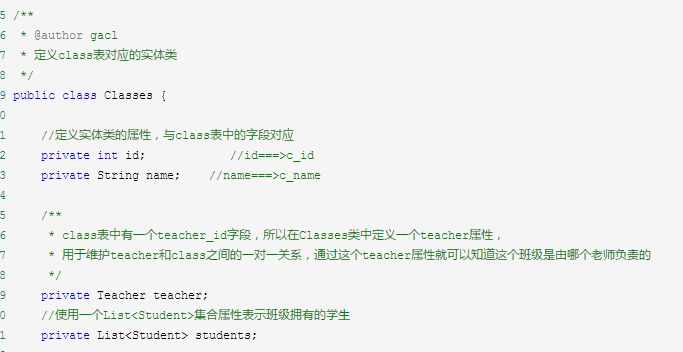 5 /**
6  * @author gacl
7  * 定义class表对应的实体类
8  */
9 public class Classes {
0
1     //定义实体类的属性，与class表中的字段对应
2     private int id;            //id===>c_id
3     private String name;    //name===>c_name
4
5     /**
6      * class表中有一个teacher_id字段，所以在Classes类中定义一个teacher属性，
7      * 用于维护teacher和class之间的一对一关系，通过这个teacher属性就可以知道这个班级是由哪个老师负责的
8      */
9     private Teacher teacher;
0     //使用一个List<Student>集合属性表示班级拥有的学生
1     private List<Student> students;